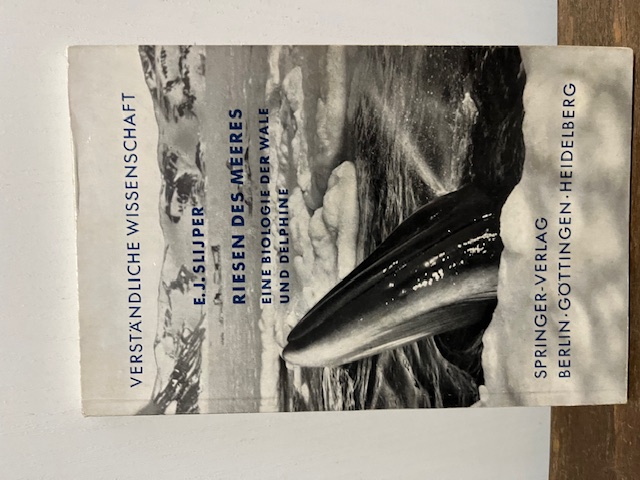 VERSTÄNDLICHE WISSENSCHAFT
E.J. SLIJPER
RIESEN DES MEERES
EINE BIOLOGIE DER WALE
UND DELPHINE
SPRINGER-VERLAG
BERLIN · GÖTTINGEN · HEIDELBERG